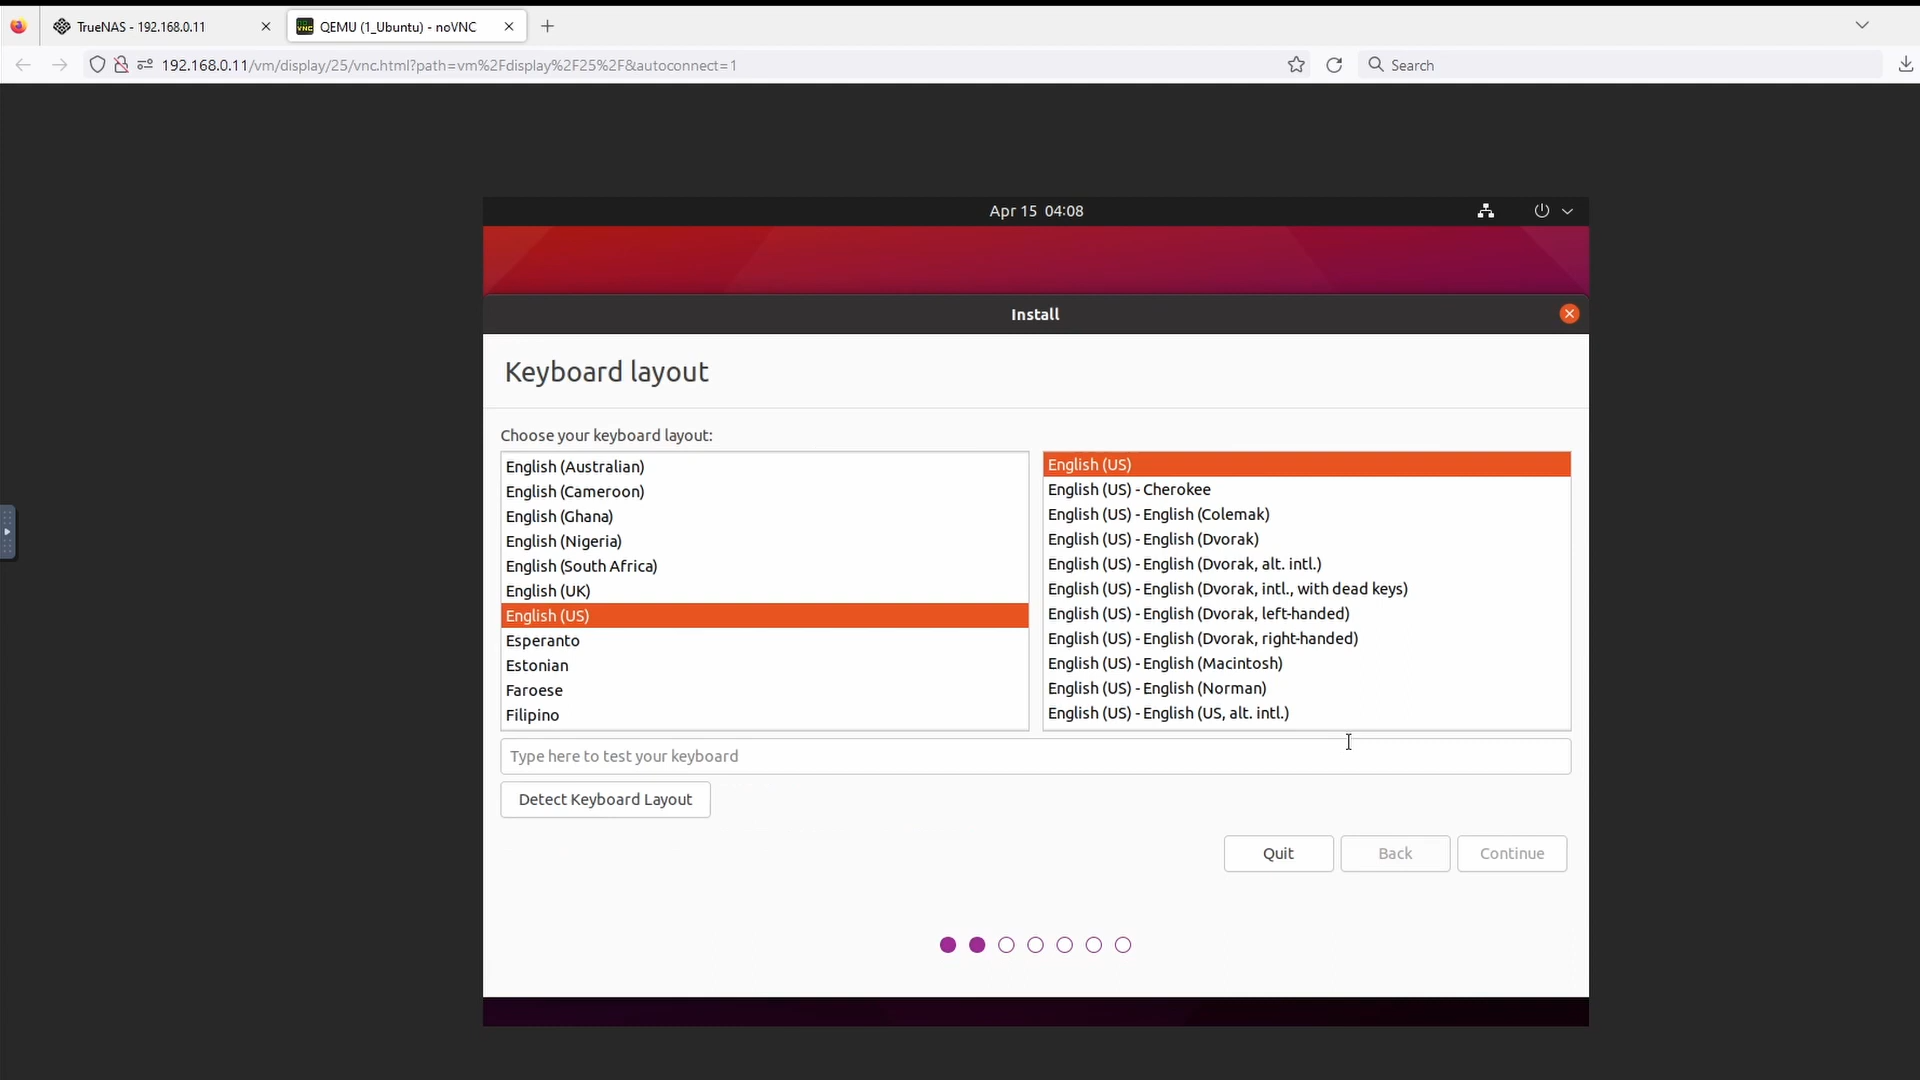 TrueNAS - 192.168.0.11
QEMU (1_Ubuntu) - noVNC
192.168.0.11/vm/display/25/vnc.html?path=vm%2Fdisplay%2F25%2F&autoconnect=1
Search
Apr 15 04:08
Install
Keyboard layout
Choose your keyboard layout:
English (Australian)
English (Cameroon)
English (Ghana)
English (Nigeria)
English (South Africa)
English (UK)
English (US)
Esperanto
Estonian
Faroese
Filipino
English (US)
English (US) - Cherokee
English (US) - English (Colemak)
English (US) - English (Dvorak)
English (US) - English (Dvorak, alt. intl.)
English (US) - English (Dvorak, intl., with dead keys)
English (US) - English (Dvorak, left-handed)
English (US) - English (Dvorak, right-handed)
English (US) - English (Macintosh)
English (US) - English (Norman)
English (US) - English (US, alt. intl.)
Type here to test your keyboard
Detect Keyboard Layout
Quit
Back
Continue